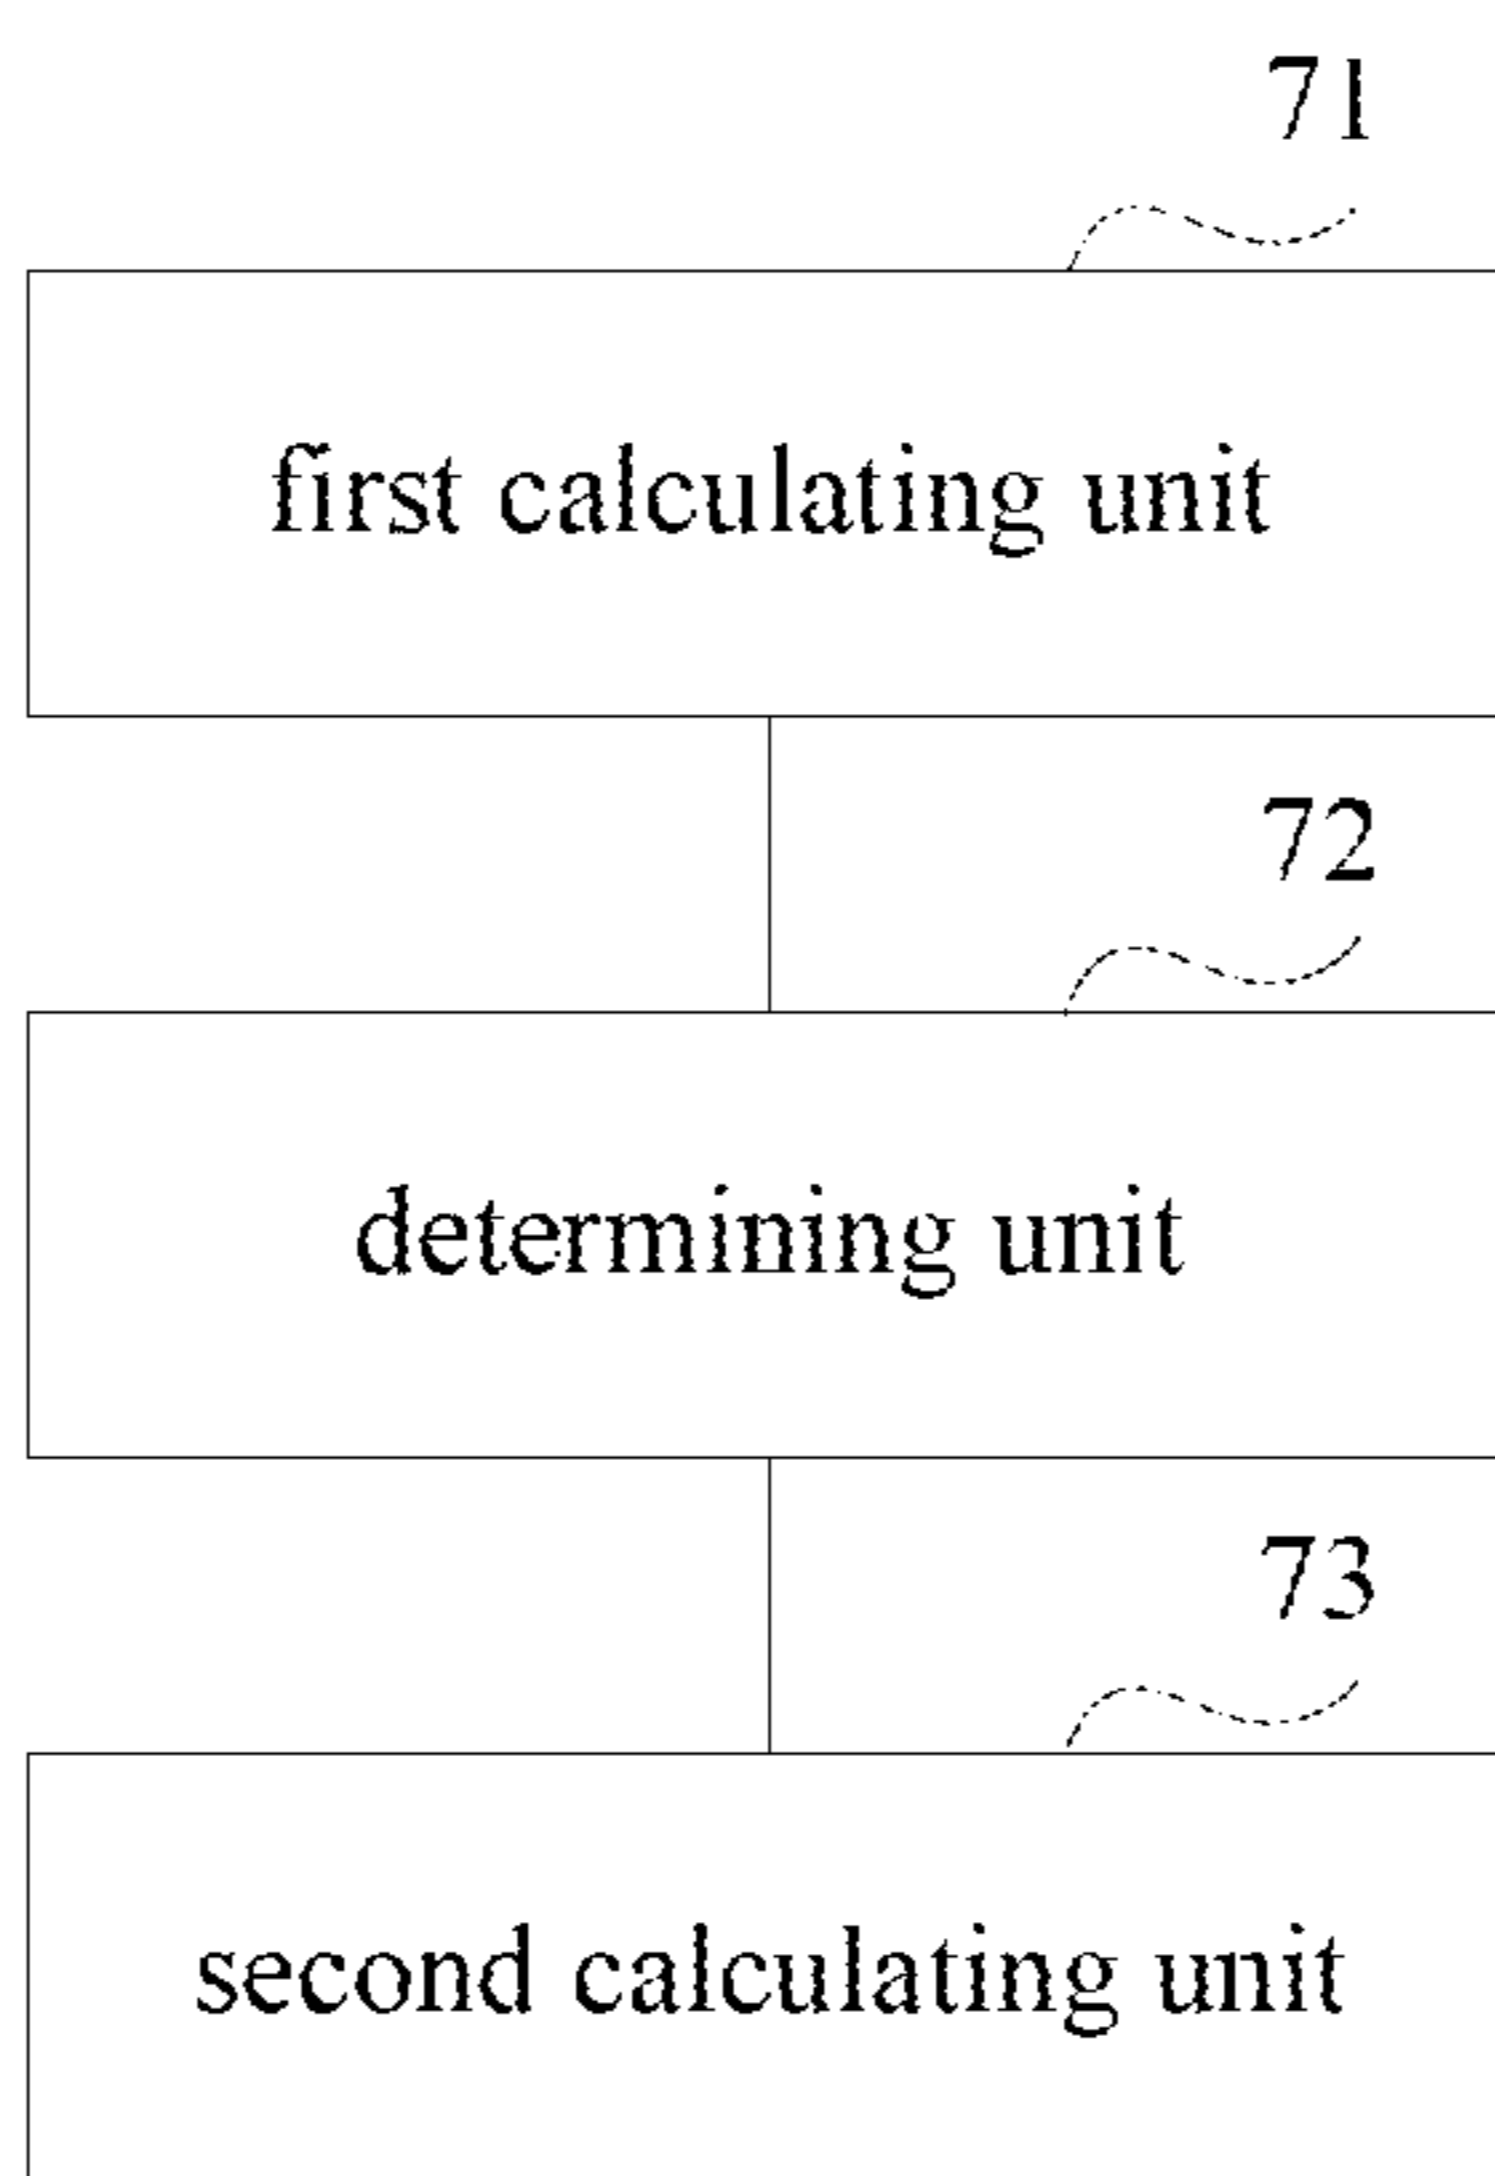 71
first calculating unit
72
determining unit
73
second calculating unit